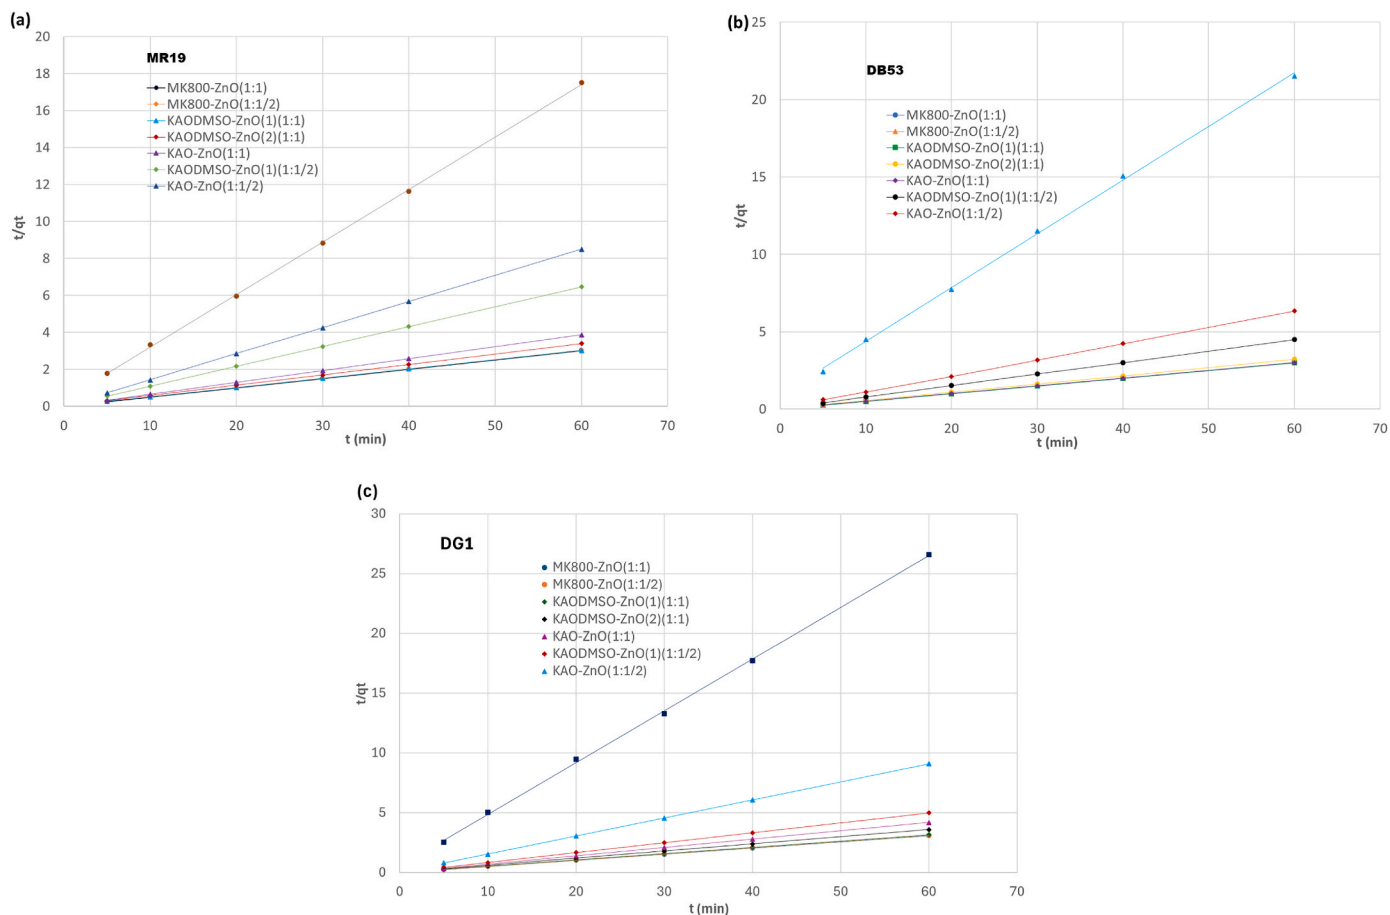 (a)
MR19
MK800-ZnO(1:1)
MK800-ZnO(1:1/2)
KAODMSO-ZnO(1)(1:1)
KAODMSO-ZnO(2)(1:1)
KAO-ZnO(1:1)
KAODMSO-ZnO(1)(1:1/2)
KAO-ZnO(1:1/2)
t/qt
20
18
16
14
12
10
8
6
4
2
0
0 10 20 30 40 50 60 70
t (min)
(b)
DB53
MK800-ZnO(1:1)
MK800-ZnO(1:1/2)
KAODMSO-ZnO(1)(1:1)
KAODMSO-ZnO(2)(1:1)
KAO-ZnO(1:1)
KAODMSO-ZnO(1)(1:1/2)
KAO-ZnO(1:1/2)
t/qt
25
20
15
10
5
0
0 10 20 30 40 50 60 70
t (min)
(c)
DG1
MK800-ZnO(1:1)
MK800-ZnO(1:1/2)
KAODMSO-ZnO(1)(1:1)
KAODMSO-ZnO(2)(1:1)
KAO-ZnO(1:1)
KAODMSO-ZnO(1)(1:1/2)
KAO-ZnO(1:1/2)
t/qt
30
25
20
15
10
5
0
0 10 20 30 40 50 60 70
t (min)